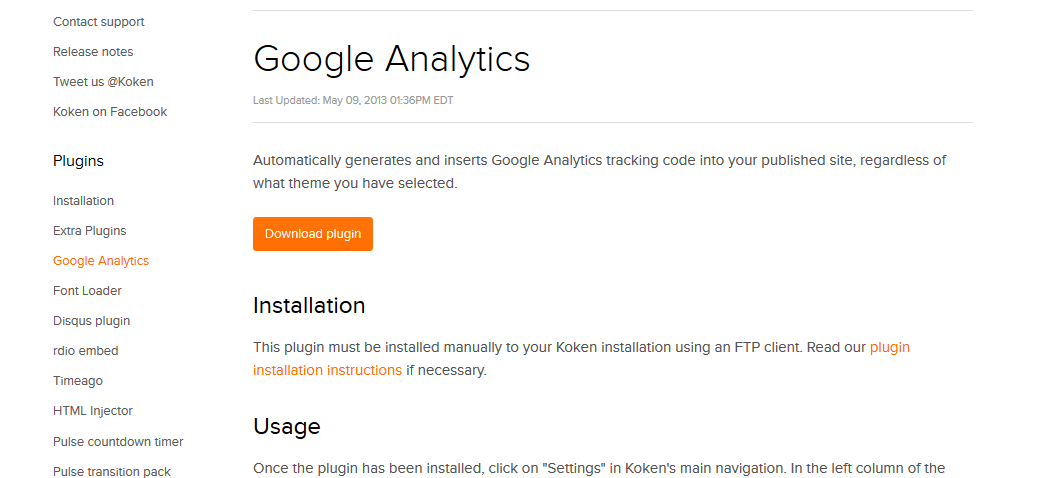 Contact support
Release notes
Tweet us @Koken
Koken on Facebook
Plugins
Installation
Extra Plugins
Google Analytics
Font Loader
Disqus plugin
rdio embed
Timeago
HTML Injector
Pulse countdown timer
Pulse transition pack
Google Analytics
Last Updated: May 09, 2013 01:36PM EDT
Automatically generates and inserts Google Analytics tracking code into your published site, regardless of
what theme you have selected.
Download plugin
Installation
This plugin must be installed manually to your Koken installation using an FTP client. Read our plugin
installation instructions if necessary.
Usage
Once the plugin has been installed, click on "Settings" in Koken's main navigation. In the left column of the